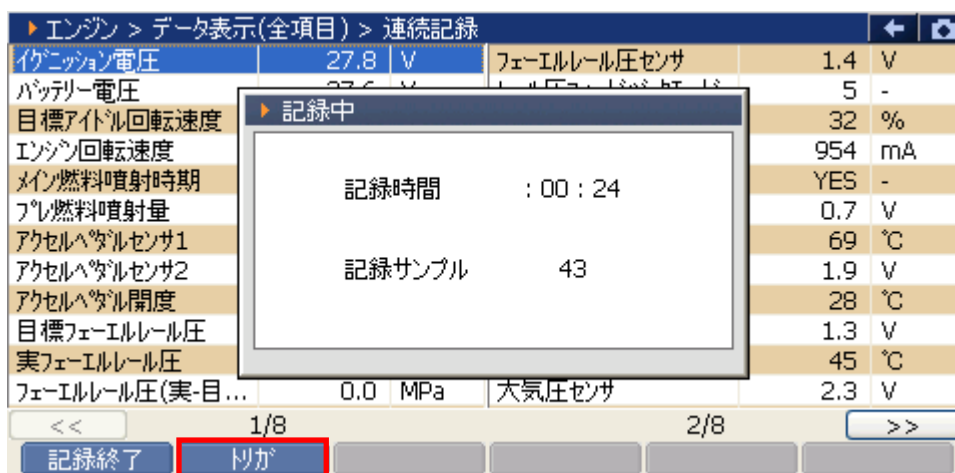 エンジン > データ表示(全項目) > 連続記録
イグニッション電圧 27.8 V フェーエルレール圧センサ 1.4 V
バッテリー電圧 5 -
目標アイドル回転速度 32 %
エンジン回転速度 954 mA
メイン燃料噴射時期 YES -
プレ燃料噴射量 0.7 V
アクセルペダルセンサ1 69 ℃
アクセルペダルセンサ2 1.9 V
アクセルペダル開度 28 ℃
目標フェーエルレール圧 1.3 V
実フェーエルレール圧 45 ℃
フェーエルレール圧(実-目... 0.0 MPa 大気圧センサ 2.3 V
記録中
記録時間 :00:24
記録サンプル 43
<< 1/8 2/8 >>
記録終了 トリガ